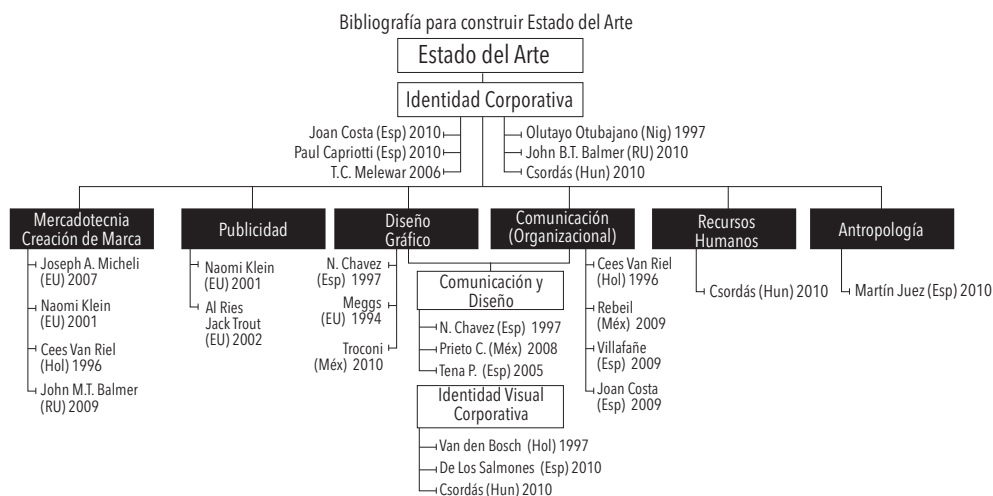 Bibliografía para construir Estado del Arte
Estado del Arte
Identidad Corporativa
Joan Costa (Esp) 2010
Paul Capriotti (Esp) 2010
T.C. Melewar 2006
Olutayo Otubajano (Nig) 1997
John B.T. Balmer (RU) 2010
Csordás (Hun) 2010
Mercadotecnia
Creación de Marca
Joseph A. Micheli
(EU) 2007
Naomi Klein
(EU) 2001
Cees Van Riel
(Hol) 1996
John M.T. Balmer
(RU) 2009
Publicidad
Naomi Klein
(EU) 2001
Al Ries
Jack Trout
(EU) 2002
Diseño
Gráfico
N. Chavez
(Esp) 1997
Meggs
(EU) 1994
Troconi
(Méx) 2010
Comunicación
(Organizacional)
Cees Van Riel
(Hol) 1996
Rebeil
(Méx) 2009
Villafañe
(Esp) 2009
Joan Costa
(Esp) 2009
Comunicación y
Diseño
N. Chavez (Esp) 1997
Prieto C. (Méx) 2008
Tena P. (Esp) 2005
Identidad Visual
Corporativa
Van den Bosch (Hol) 1997
De Los Salmones (Esp) 2010
Csordás (Hun) 2010
Recursos
Humanos
Csordás (Hun) 2010
Antropología
Martín Juez (Esp) 2010